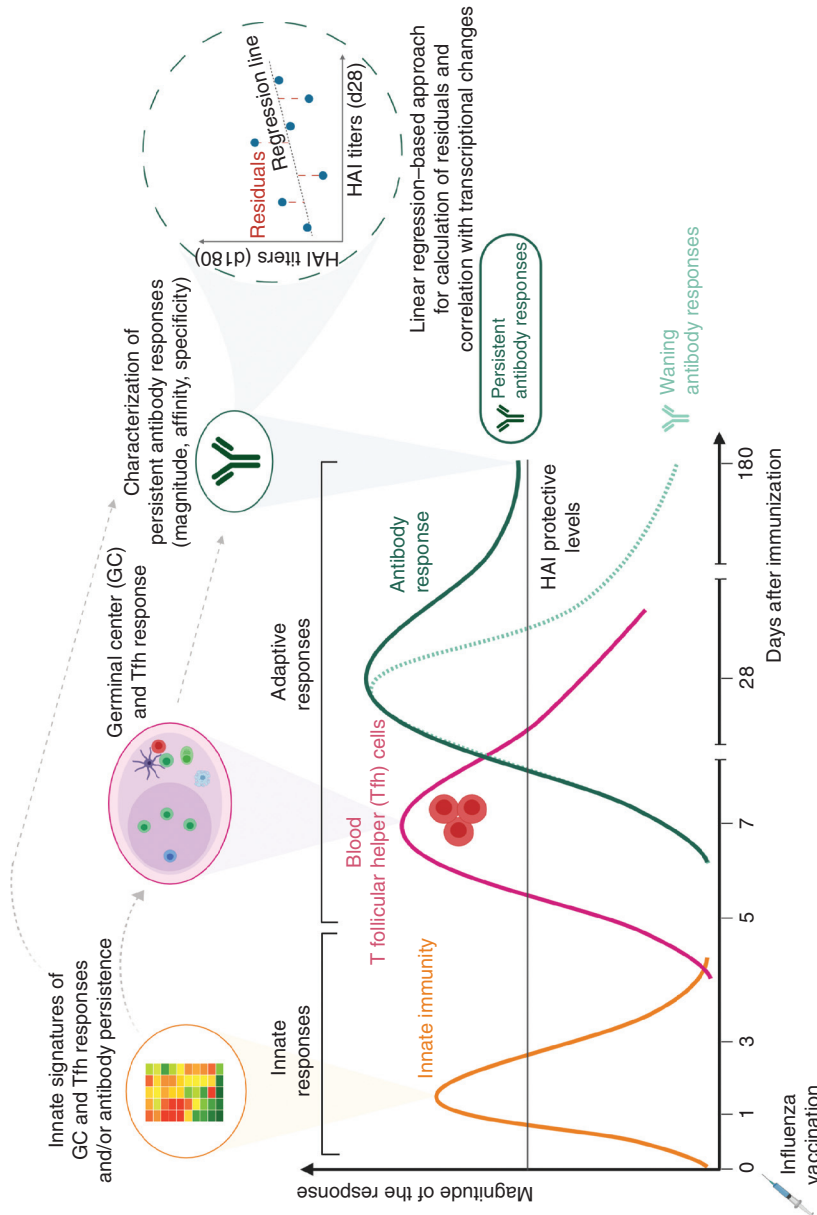 Innate signatures of
GC and Tfh responses
and/or antibody persistence
Germinal center (GC)
and Tfh response
Characterization of
persistent antibody responses
(magnitude, affinity, specificity)
HAI titers (d180)
Residuals
Regression line
HAI titers (d28)
Linear regression–based approach
for calculation of residuals and
correlation with transcriptional changes
Innate
responses
Adaptive
responses
Magnitude of the response
Innate immunity
Blood
T follicular helper (Tfh) cells
Antibody
response
HAI protective
levels
Persistent
antibody responses
Waning
antibody responses
0
1
3
5
7
28
180
Influenza
vaccination
Days after immunization